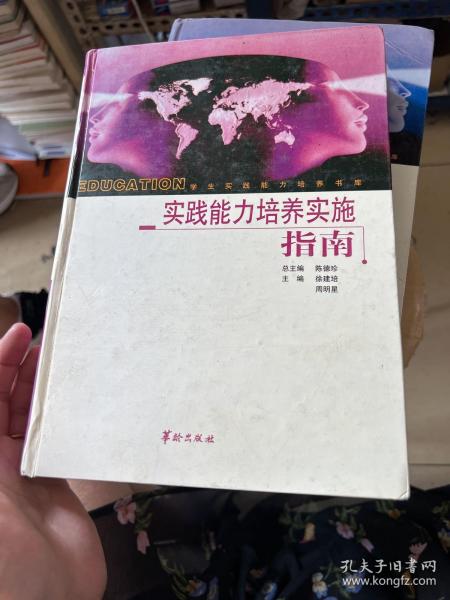 EDUCATION 学生实践能力培养书库
实践能力培养实施
指南
总主编 陈德珍
主编 徐建培
周明星
华龄出版社
孔夫子旧书网
www.kongfz.com